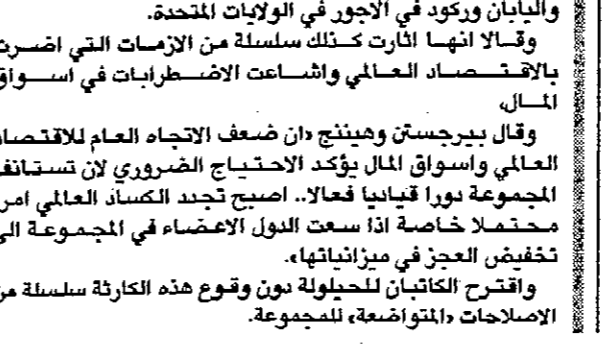 واليابان وركود في الاجور في الولايات المتحدة.
وقالا انها اثارت كذلك سلسلة من الازمات التي اضرت
بالاقتصاد العالمي واشاعت الاضطرابات في اسواق
المال.
وقال بيرجستن وهيننج «ان ضعف الاتجاه العام للاقتصاد
العالمي واسواق المال يؤكد الاحتياج الضروري لان تستانف
المجموعة دورا قياديا فعالا.. اصبح تجدد الكساد العالمي امر
محتملا خاصة اذا سعت الدول الاعضاء في المجموعة الى
تخفيض العجز في ميزانياتها».
واقترح الكاتبان للحيلولة دون وقوع هذه الكارثة سلسلة من
الاصلاحات «المتواضعة» للمجموعة.